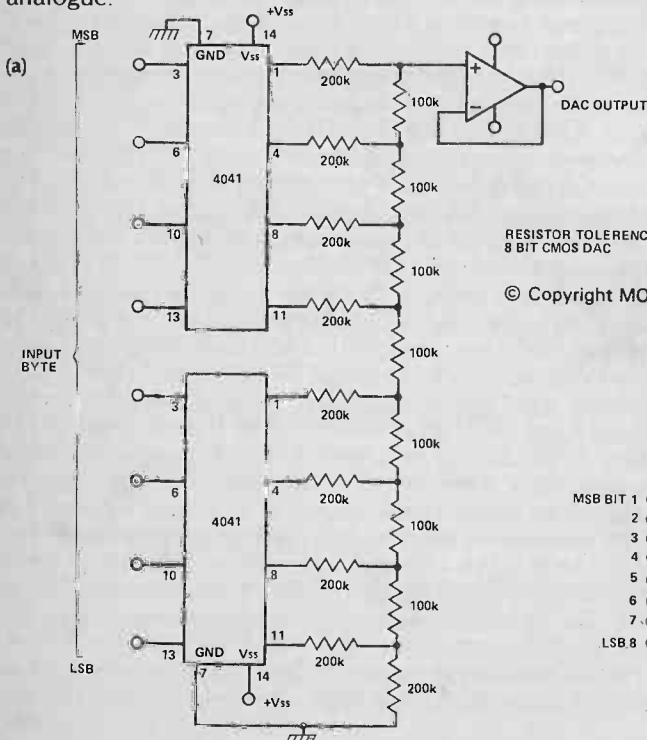 analogue.
MSB
(a)
+Vss
7
14
GND
Vss
3
1
200k
100k
+
−
DAC OUTPUT
6
4
200k
4041
100k
10
8
200k
RESISTOR TOLERENC
8 BIT CMOS DAC
100k
© Copyright MO
13
11
200k
INPUT
BYTE
100k
3
1
200k
100k
6
4
200k
MSB BIT 1
2
3
4
5
6
7
LSB 8
4041
100k
10
8
200k
100k
13
11
GND
Vss
200k
LSB
7
14
+Vss
200k